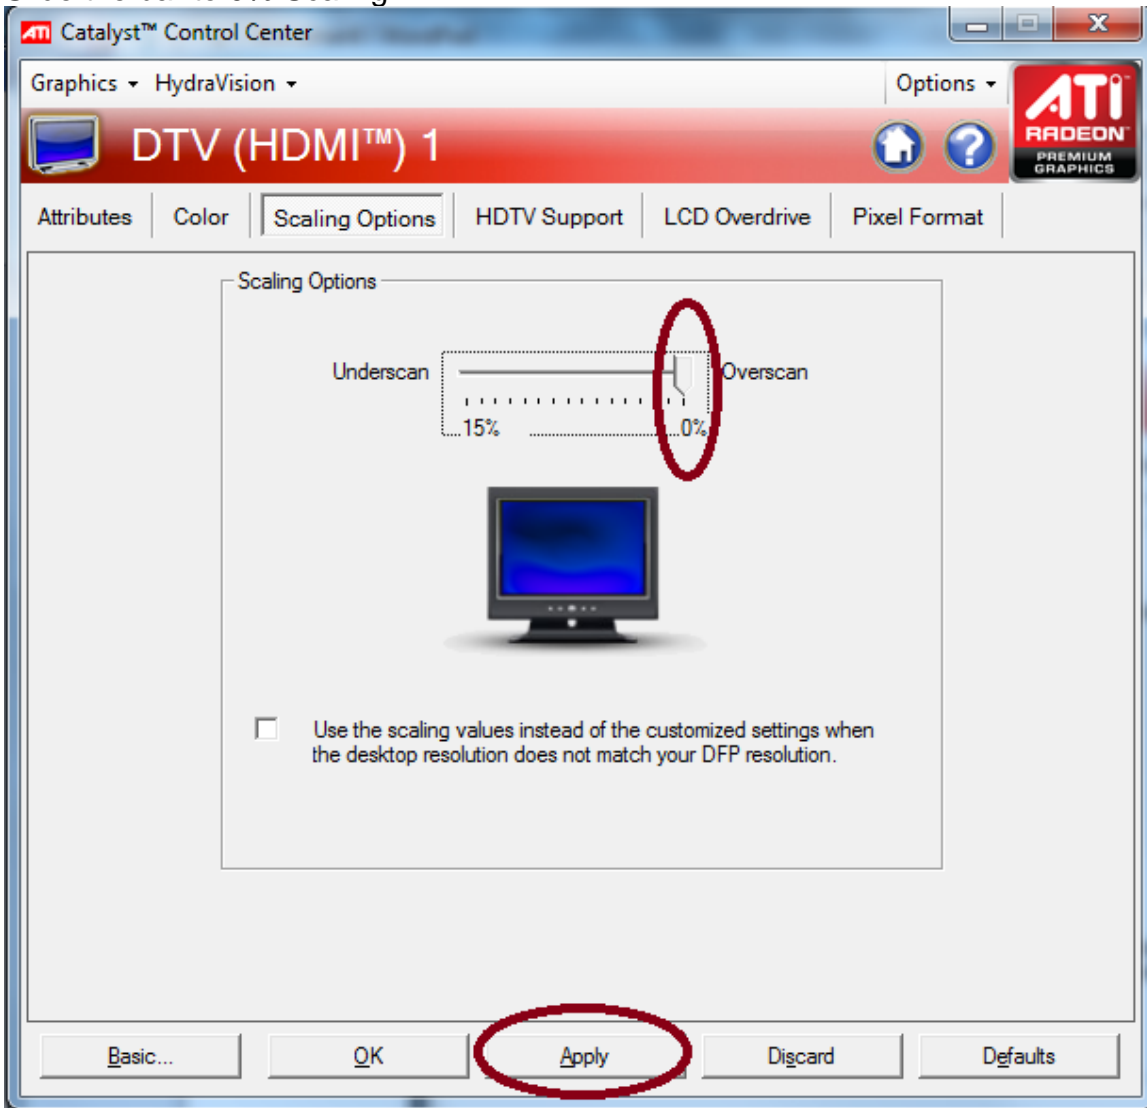 Catalyst™ Control Center
Graphics HydraVision Options
ATI
RADEON
PREMIUM
GRAPHICS
DTV (HDMI™) 1
Attributes Color Scaling Options HDTV Support LCD Overdrive Pixel Format
Scaling Options
Underscan Overscan
15% 0%
Use the scaling values instead of the customized settings when
the desktop resolution does not match your DFP resolution.
Basic... OK Apply Discard Defaults